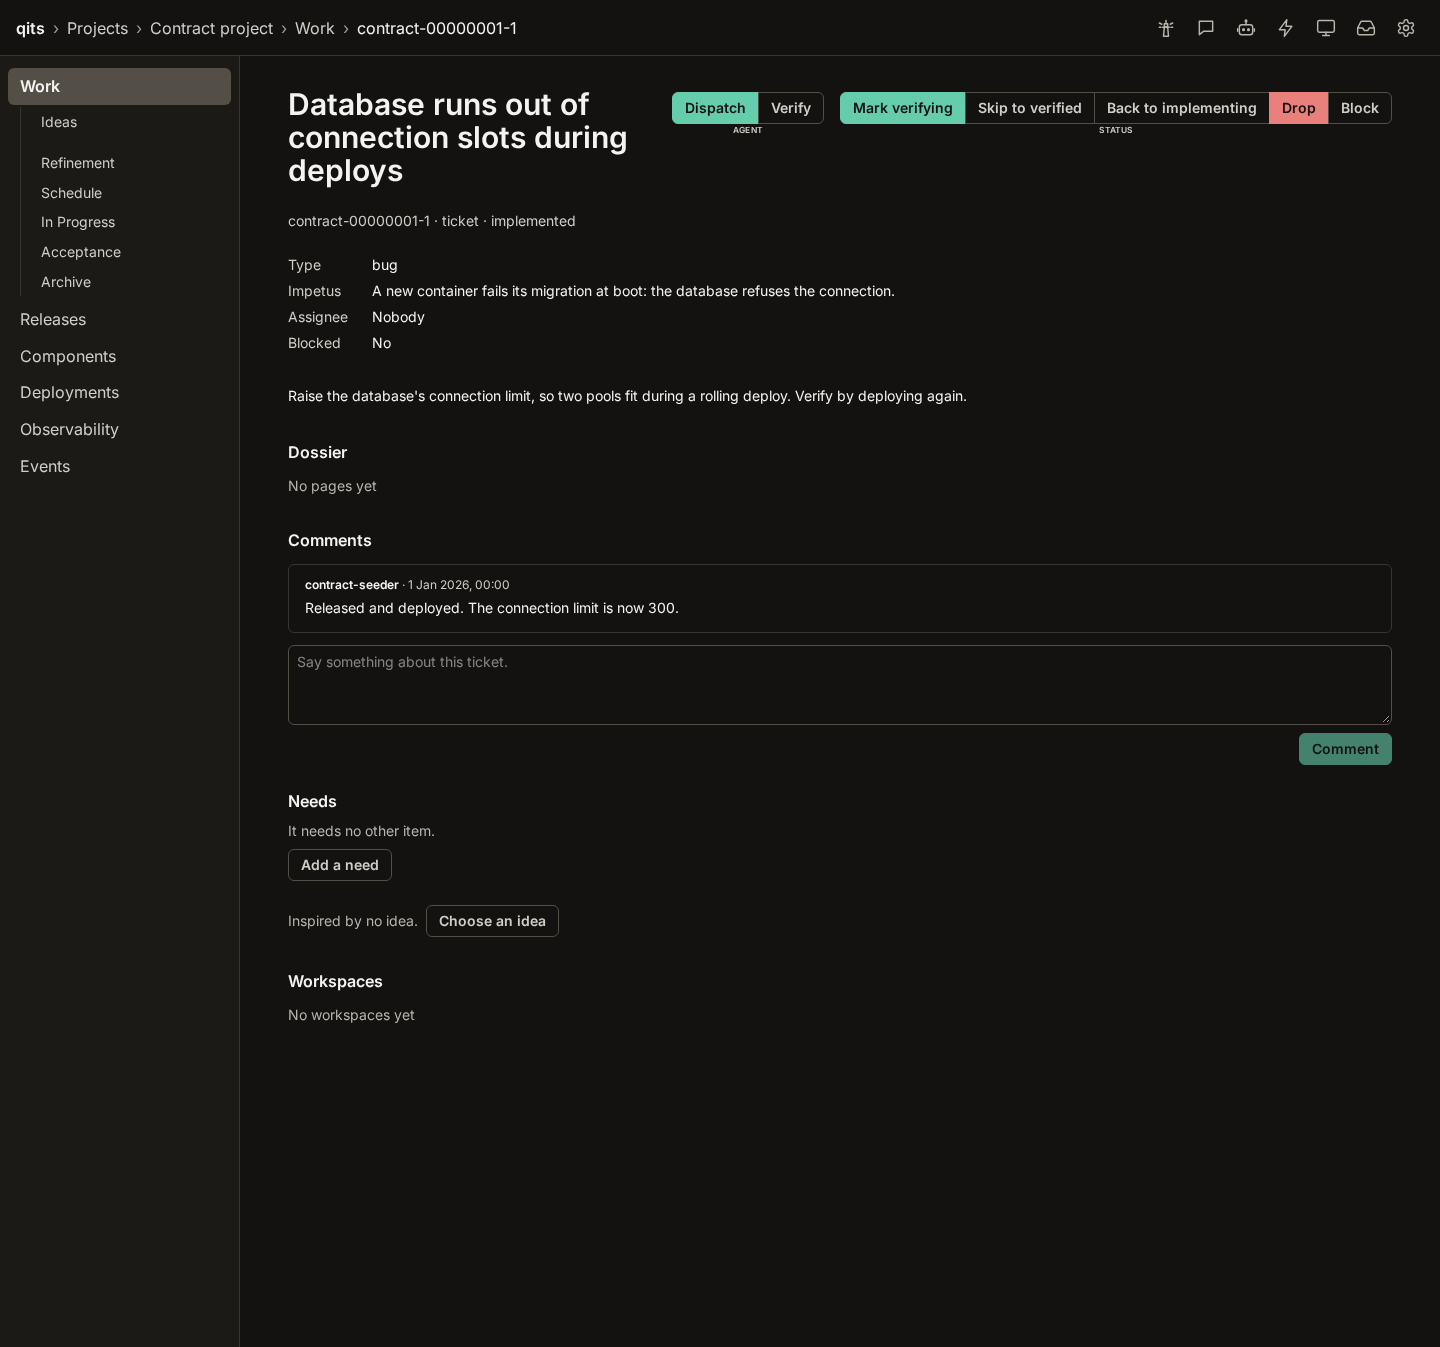 qits › Projects › Contract project › Work › contract-00000001-1
Work
Ideas
Refinement
Schedule
In Progress
Acceptance
Archive
Releases
Components
Deployments
Observability
Events
Database runs out of
connection slots during
deploys
Dispatch Verify
AGENT
Mark verifying Skip to verified Back to implementing Drop Block
STATUS
contract-00000001-1 · ticket · implemented
Type bug
Impetus A new container fails its migration at boot: the database refuses the connection.
Assignee Nobody
Blocked No
Raise the database's connection limit, so two pools fit during a rolling deploy. Verify by deploying again.
Dossier
No pages yet
Comments
contract-seeder · 1 Jan 2026, 00:00
Released and deployed. The connection limit is now 300.
Say something about this ticket.
Comment
Needs
It needs no other item.
Add a need
Inspired by no idea. Choose an idea
Workspaces
No workspaces yet